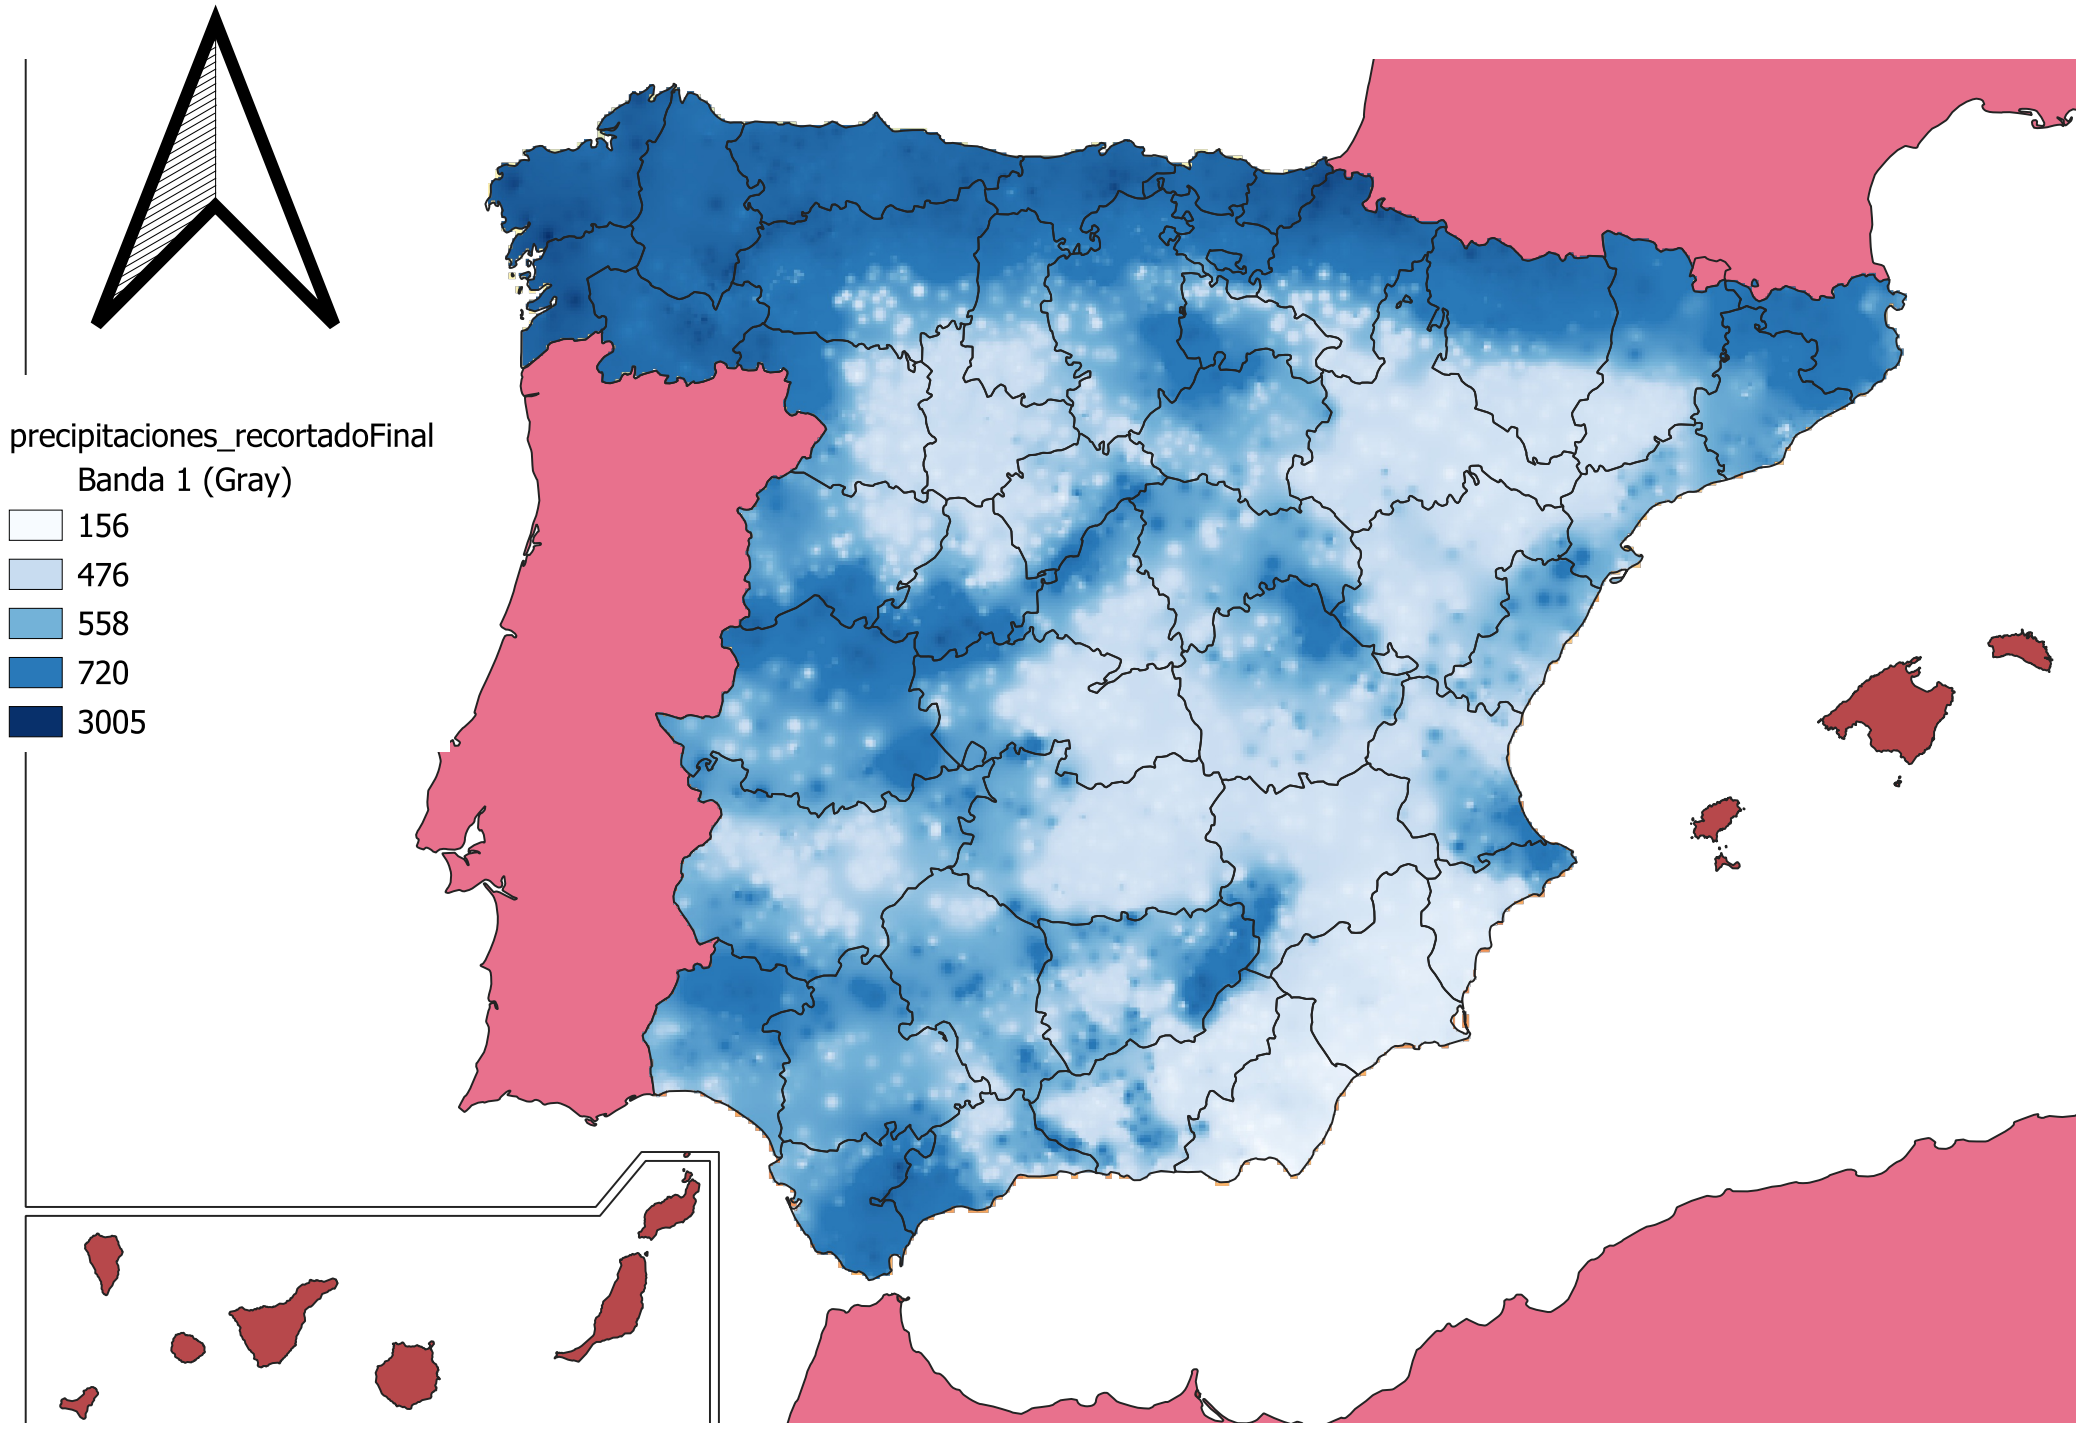 precipitaciones_recortadoFinal
Banda 1 (Gray)
156
476
558
720
3005